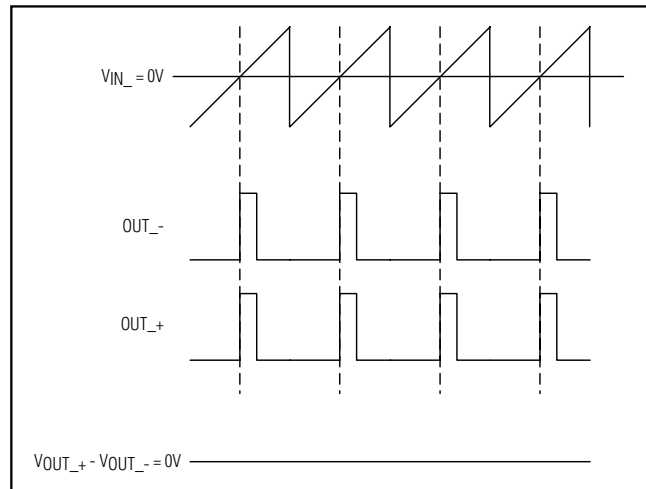 VIN_ = 0V
OUT_-
OUT_+
VOUT_+ - VOUT_- = 0V